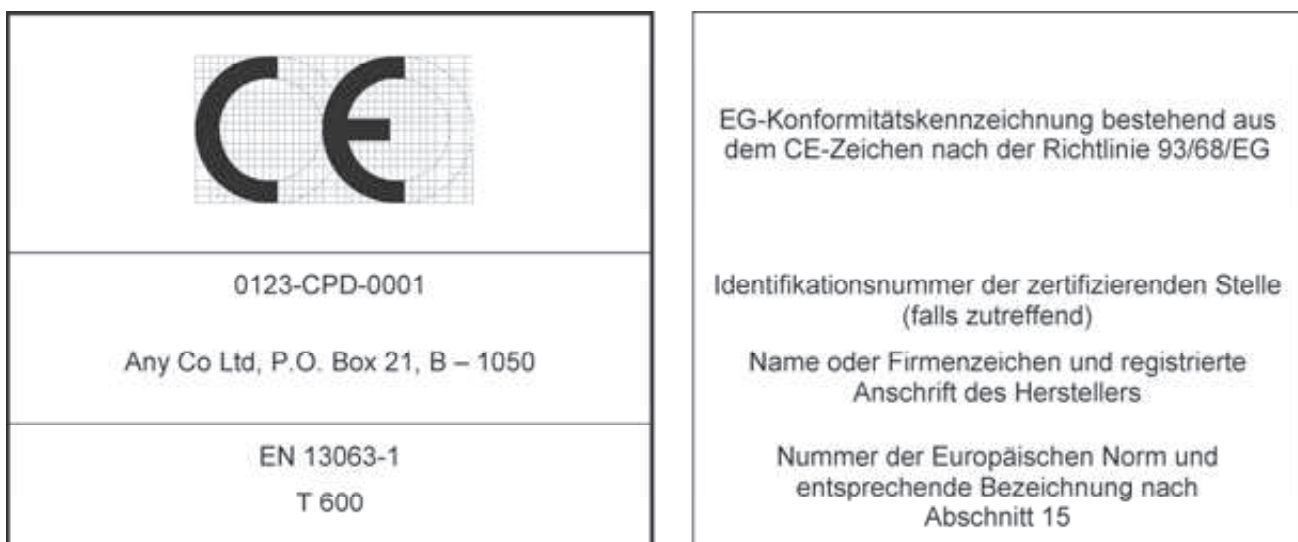 CE
EG-Konformitätskennzeichnung bestehend aus
dem CE-Zeichen nach der Richtlinie 93/68/EG
0123-CPD-0001
Identifikationsnummer der zertifizierenden Stelle
(falls zutreffend)
Any Co Ltd, P.O. Box 21, B – 1050
Name oder Firmenzeichen und registrierte
Anschrift des Herstellers
EN 13063-1
T 600
Nummer der Europäischen Norm und
entsprechende Bezeichnung nach
Abschnitt 15